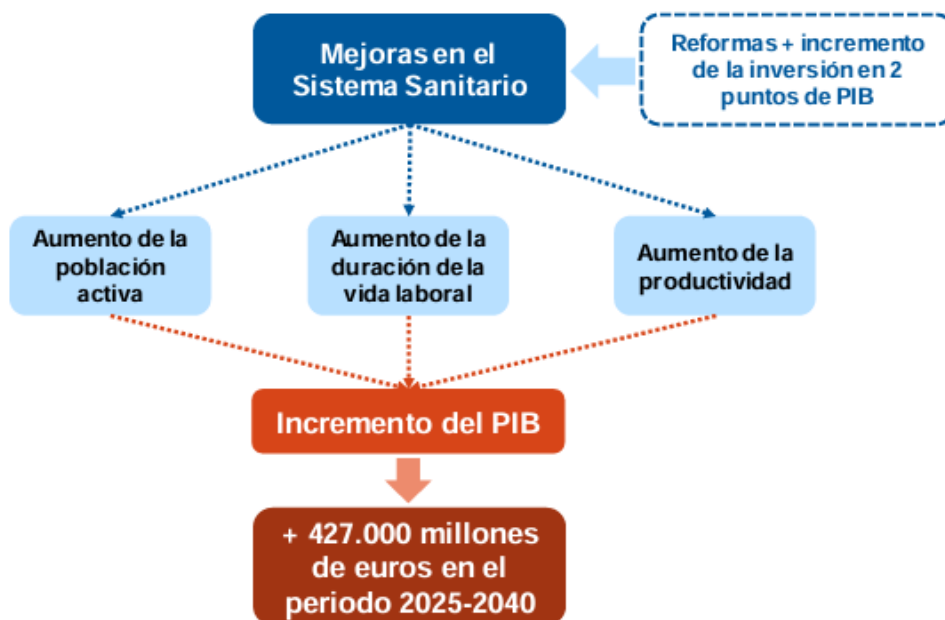 Mejoras en el
Sistema Sanitario
Reformas + incremento
de la inversión en 2
puntos de PIB
Aumento de la
población
activa
Aumento de la
duración de la
vida laboral
Aumento de la
productividad
Incremento del PIB
+ 427.000 millones
de euros en el
periodo 2025-2040